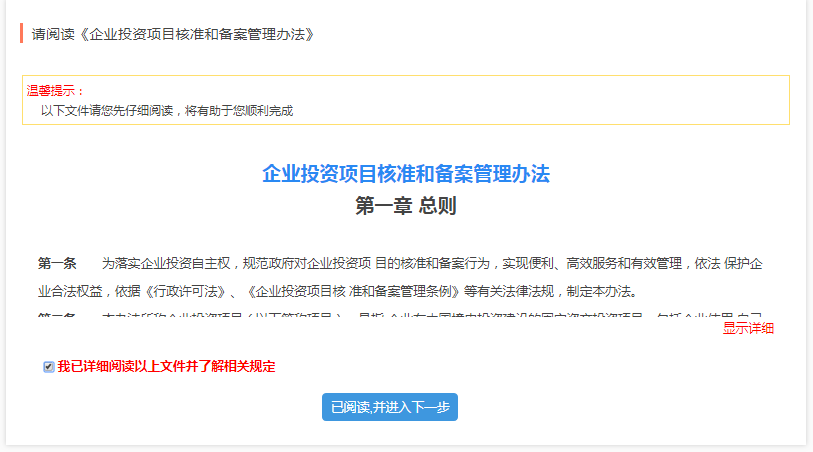 请阅读《企业投资项目核准和备案管理办法》
温馨提示：
以下文件请您先仔细阅读，将有助于您顺利完成
企业投资项目核准和备案管理办法
第一章 总则
第一条 为落实企业投资自主权，规范政府对企业投资项 目的核准和备案行为，实现便利、高效服务和有效管理，依法 保护企
业合法权益，依据《行政许可法》、《企业投资项目核 准和备案管理条例》等有关法律法规，制定本办法。
显示详细
我已详细阅读以上文件并了解相关规定
已阅读,并进入下一步